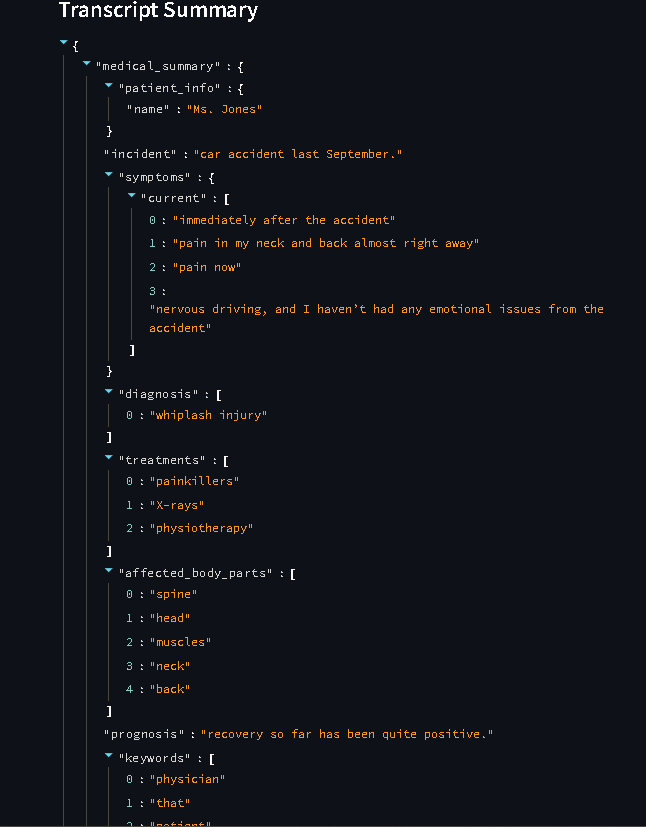 Transcript Summary
{
"medical_summary" : {
"patient_info" : {
"name" : "Ms. Jones"
}
"incident" : "car accident last September."
"symptoms" : {
"current" : [
0 : "immediately after the accident"
1 : "pain in my neck and back almost right away"
2 : "pain now"
3 :
"nervous driving, and I haven’t had any emotional issues from the
accident"
]
}
"diagnosis" : [
0 : "whiplash injury"
]
"treatments" : [
0 : "painkillers"
1 : "X-rays"
2 : "physiotherapy"
]
"affected_body_parts" : [
0 : "spine"
1 : "head"
2 : "muscles"
3 : "neck"
4 : "back"
]
"prognosis" : "recovery so far has been quite positive."
"keywords" : [
0 : "physician"
1 : "that"
2 : "patient"